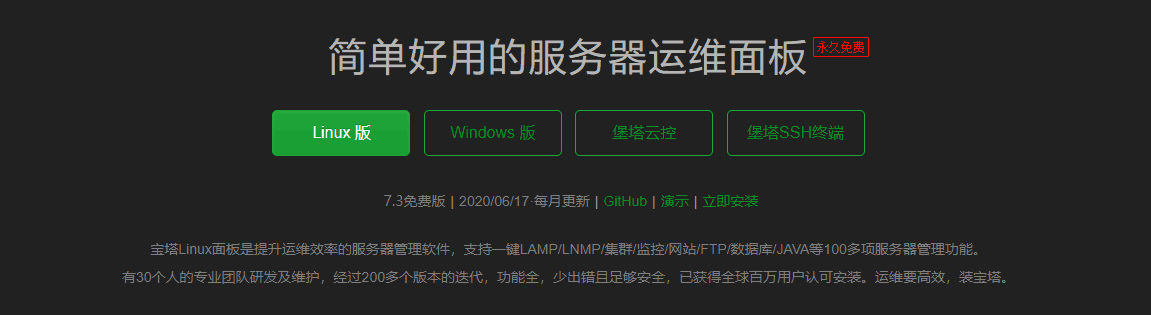 简单好用的服务器运维面板 永久免费
Linux 版 Windows 版 堡塔云控 堡塔SSH终端
7.3免费版 | 2020/06/17-每月更新 | GitHub | 演示 | 立即安装
宝塔Linux面板是提升运维效率的服务器管理软件，支持一键LAMP/LNMP/集群/监控/网站/FTP/数据库/JAVA等100多项服务器管理功能。
有30个人的专业团队研发及维护，经过200多个版本的迭代，功能全，少出错且足够安全，已获得全球百万用户认可安装。运维要高效，装宝塔。